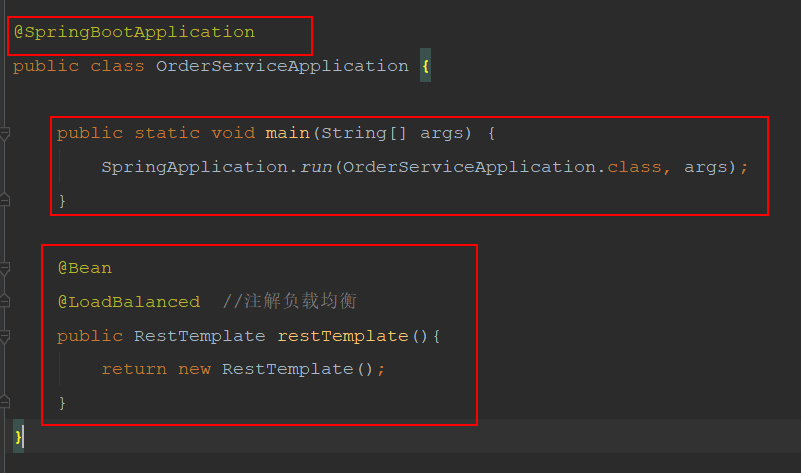 @SpringBootApplication
public class OrderServiceApplication {
public static void main(String[] args) {
SpringApplication.run(OrderServiceApplication.class, args);
}
@Bean
@LoadBalanced //注解负载均衡
public RestTemplate restTemplate(){
return new RestTemplate();
}
}